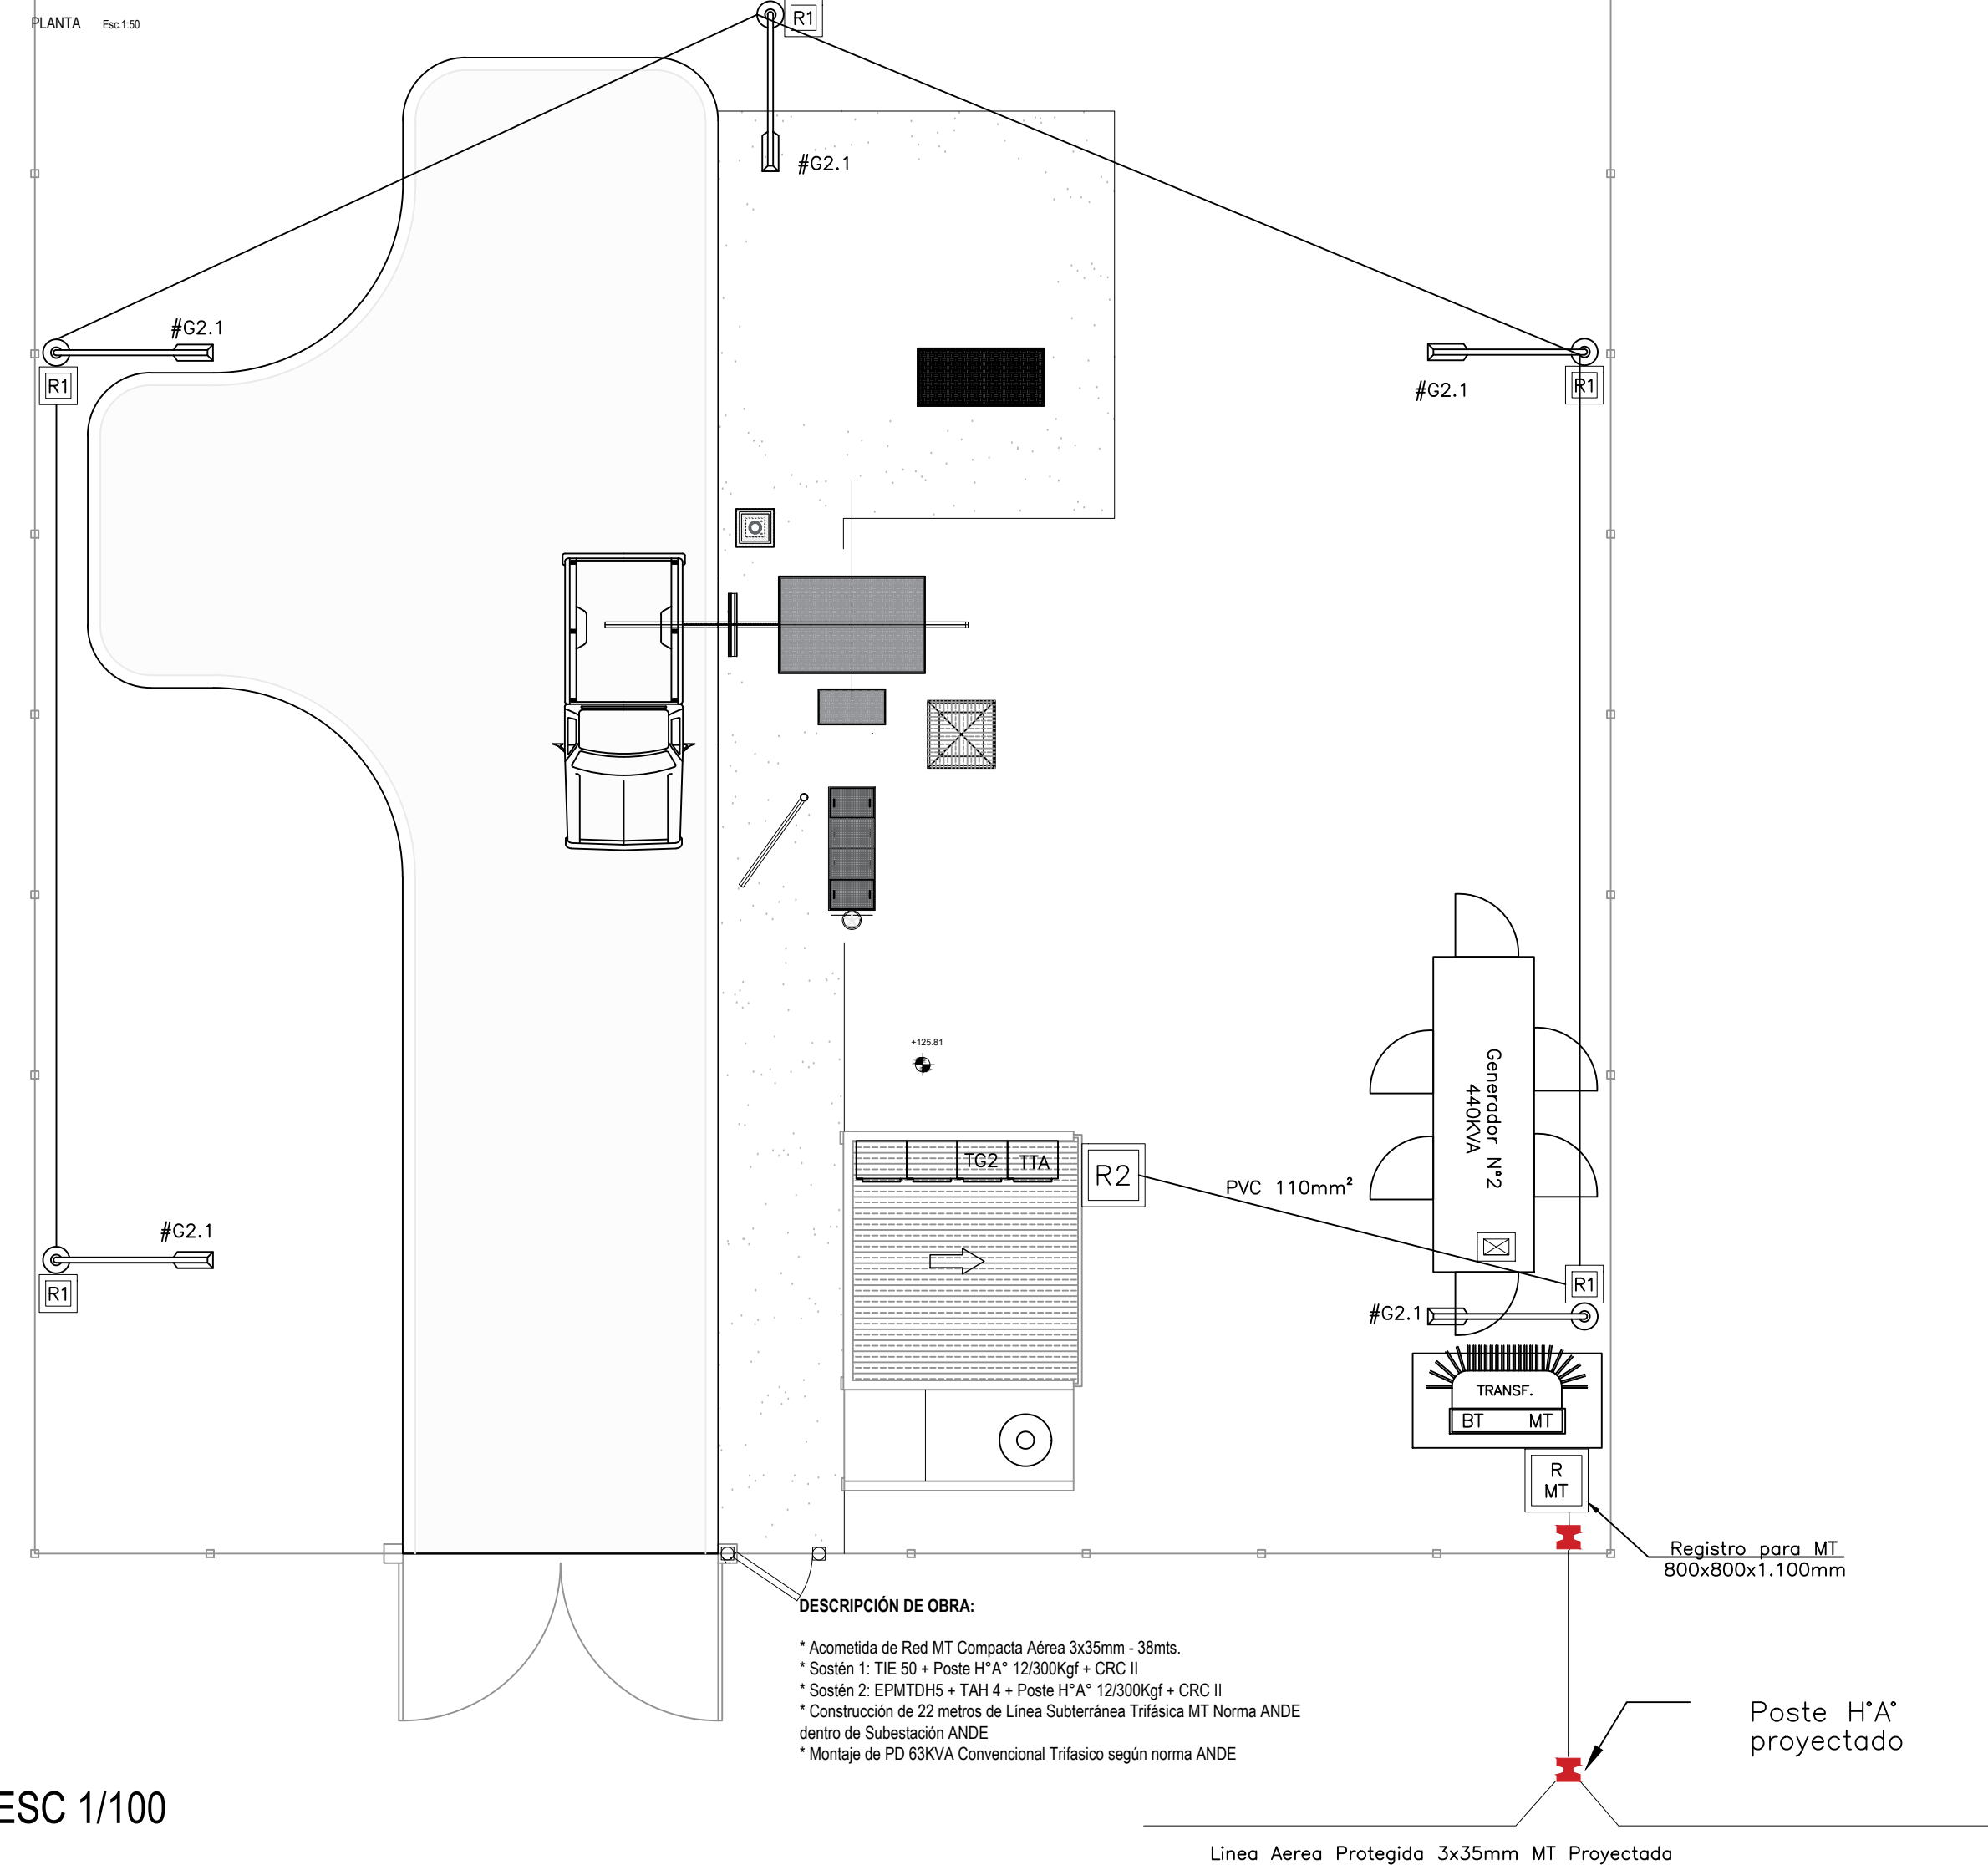 PLANTA Esc.1:50
R1
#G2.1
#G2.1
R1
#G2.1
R1
+125.81
Generador N°2
440KVA
TG2 TTA
R2
PVC 110mm²
#G2.1
R1
R1
#G2.1
TRANSF.
BT MT
R
MT
Registro para MT
800x800x1.100mm
DESCRIPCIÓN DE OBRA:
* Acometida de Red MT Compacta Aérea 3x35mm - 38mts.
* Sostén 1: TIE 50 + Poste H°A° 12/300Kgf + CRC II
* Sostén 2: EPMTDH5 + TAH 4 + Poste H°A° 12/300Kgf + CRC II
* Construcción de 22 metros de Línea Subterránea Trifásica MT Norma ANDE
dentro de Subestación ANDE
* Montaje de PD 63KVA Convencional Trifasico según norma ANDE
Poste H°A°
proyectado
ESC 1/100
Linea Aerea Protegida 3x35mm MT Proyectada